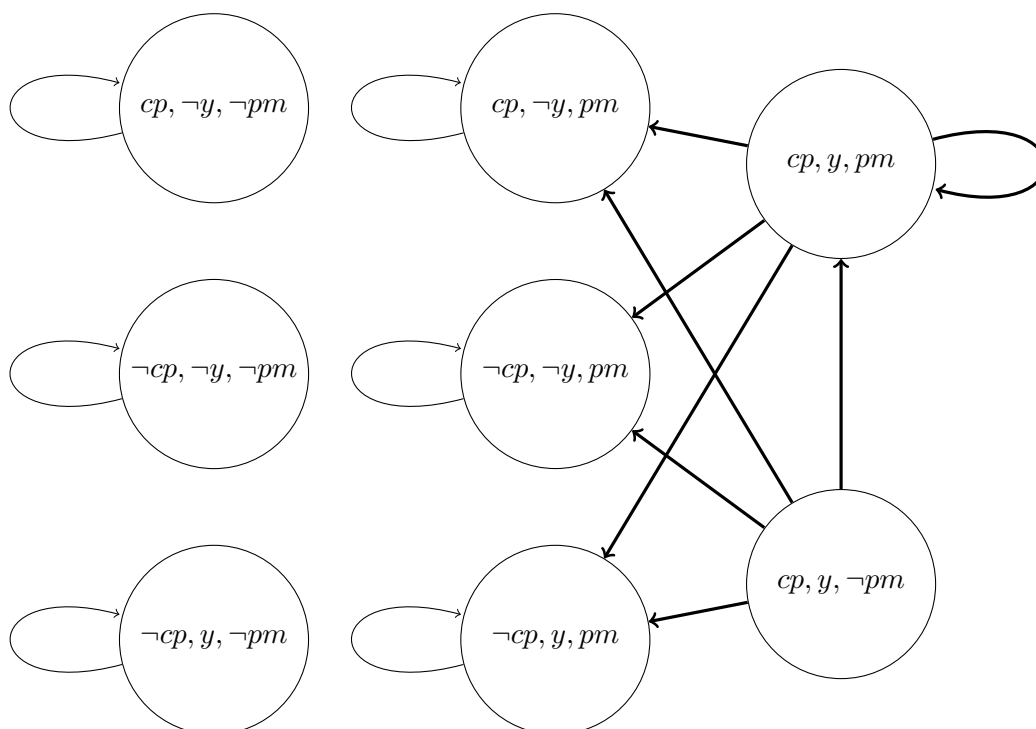 cp, ¬y, ¬pm
cp, ¬y, pm
cp, y, pm
¬cp, ¬y, ¬pm
¬cp, ¬y, pm
cp, y, ¬pm
¬cp, y, ¬pm
¬cp, y, pm